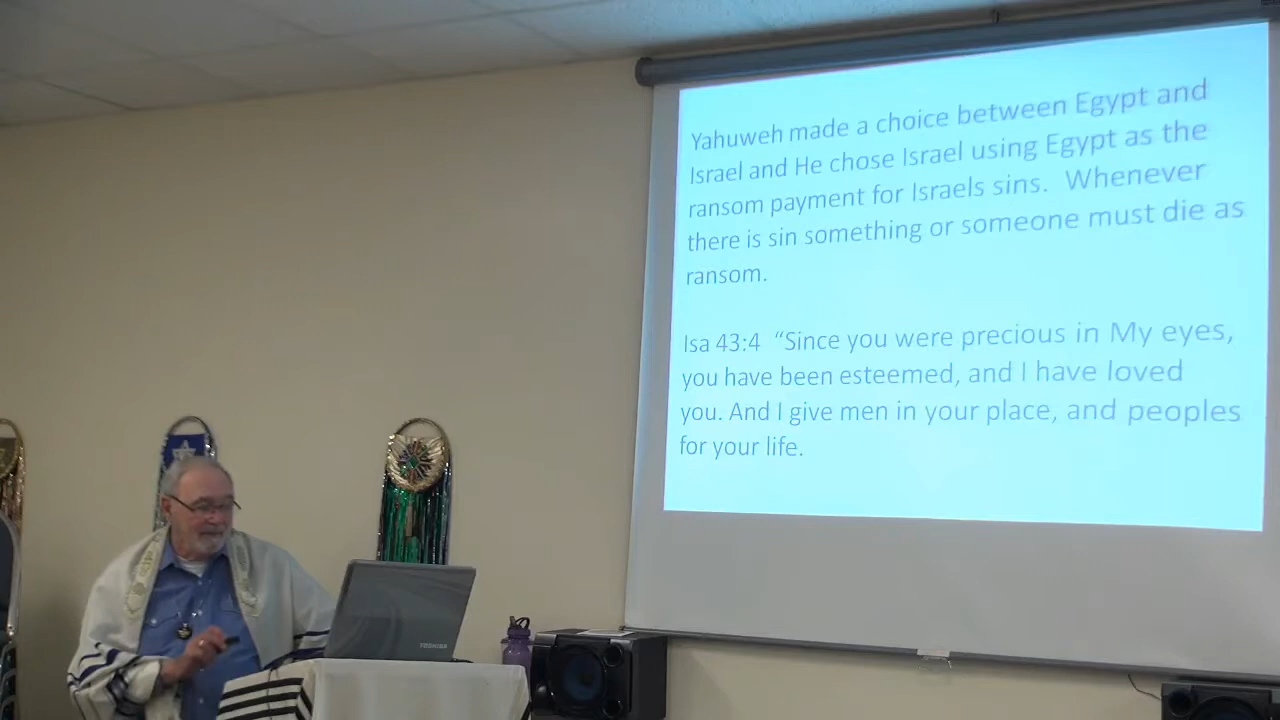 Yahuweh made a choice between Egypt and
Israel and He chose Israel using Egypt as the
ransom payment for Israels sins. Whenever
there is sin something or someone must die as
ransom.
Isa 43:4 “Since you were precious in My eyes,
you have been esteemed, and I have loved
you. And I give men in your place, and peoples
for your life.
TOSHIBA